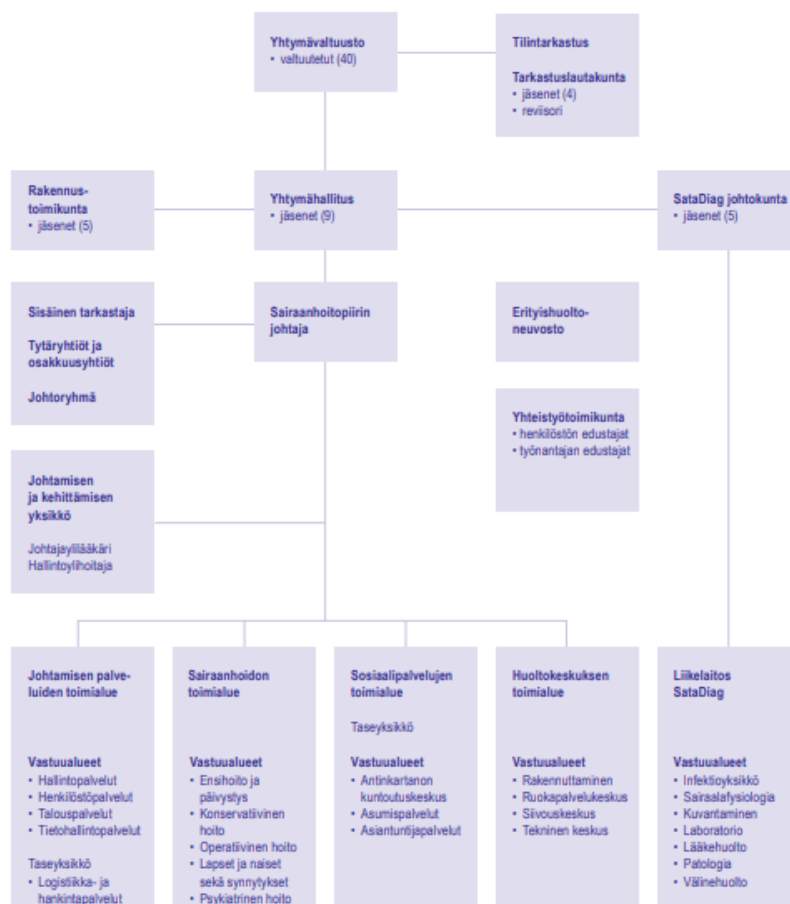 Yhtymävaltuusto
▪ valtuutetut (40)
Tilintarkastus
Tarkastuslautakunta
▪ jäsenet (4)
▪ reviisori
Rakennus-
toimikunta
▪ jäsenet (5)
Yhtymähallitus
▪ jäsenet (9)
SataDiag johtokunta
▪ jäsenet (5)
Sisäinen tarkastaja
Tytäryhtiöt ja
osakkuusyhtiöt
Johtoryhmä
Sairaanhoitopiirin
johtaja
Erityishuolto-
neuvosto
Yhteistyötoimikunta
▪ henkilöstön edustajat
▪ työnantajan edustajat
Johtamisen
ja kehittämisen
yksikkö
Johtajaylilääkäri
Hallintoylihoitaja
Johtamisen palve-
luiden toimialue
Vastuualueet
▪ Hallintopalvelut
▪ Henkilöstöpalvelut
▪ Talouspalvelut
▪ Tietohallintopalvelut
Taseyksikkö
▪ Logistiikka- ja
hankintapalvelut
Sairaanhoidon
toimialue
Vastuualueet
▪ Ensihoito ja
päivystys
▪ Konservatiivinen
hoito
▪ Operatiivinen hoito
▪ Lapset ja naiset
sekä synnytykset
▪ Psykiatrinen hoito
Sosiaalipalvelujen
toimialue
Taseyksikkö
Vastuualueet
▪ Antinkartanon
kuntoutuskeskus
▪ Asumispalvelut
▪ Asiantuntijapalvelut
Huoltokeskuksen
toimialue
Vastuualueet
▪ Rakennuttaminen
▪ Ruokapalvelukeskus
▪ Siivouskeskus
▪ Tekninen keskus
Liikelaitos
SataDiag
Vastuualueet
▪ Infektioyksikkö
▪ Sairaalafysiologia
▪ Kuvantaminen
▪ Laboratorio
▪ Lääkehuolto
▪ Patologia
▪ Välinehuolto